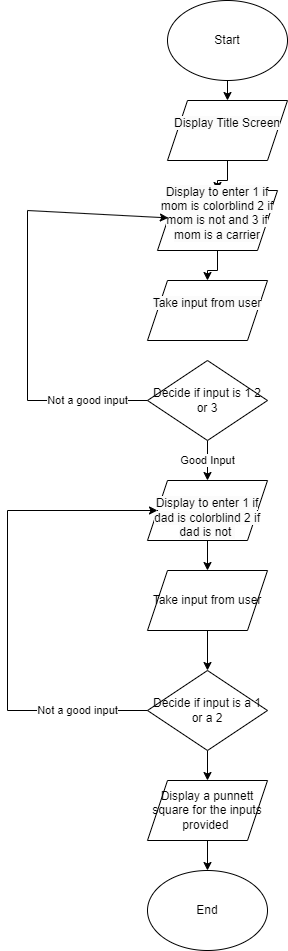 Start
Display Title Screen
Display to enter 1 if
mom is colorblind 2 if
mom is not and 3 if
mom is a carrier
Take input from user
Decide if input is 1 2
or 3
Not a good input
Good Input
Display to enter 1 if
dad is colorblind 2 if
dad is not
Take input from user
Decide if input is a 1
or a 2
Not a good input
Display a punnett
square for the inputs
provided
End